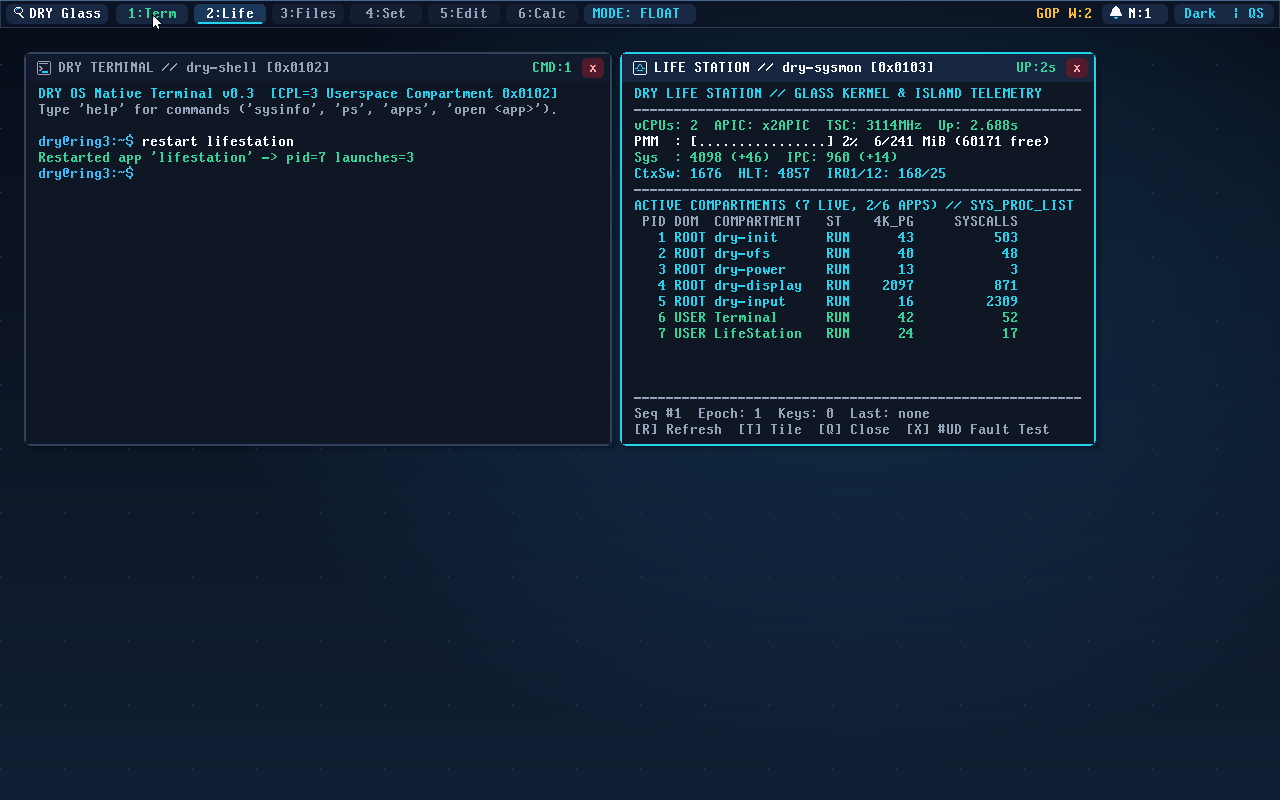 DRY Glass 1:Term 2:Life 3:Files 4:Set 5:Edit 6:Calc MODE: FLOAT GOP W:2 N:1 Dark ¦ QS
DRY TERMINAL // dry-shell [0x0102] CMD:1 x
DRY OS Native Terminal v0.3 [CPL=3 Userspace Compartment 0x0102]
Type 'help' for commands ('sysinfo', 'ps', 'apps', 'open <app>').
dry@ring3:~$ restart lifestation
Restarted app 'lifestation' -> pid=7 launches=3
dry@ring3:~$
LIFE STATION // dry-sysmon [0x0103] UP:2s x
DRY LIFE STATION // GLASS KERNEL & ISLAND TELEMETRY
vCPUs: 2 APIC: x2APIC TSC: 3114MHz Up: 2.688s
PMM : [................] 2% 6/241 MiB (60171 free)
Sys : 4098 (+46) IPC: 960 (+14)
CtxSw: 1676 HLT: 4857 IRQ1/12: 168/25
ACTIVE COMPARTMENTS (7 LIVE, 2/6 APPS) // SYS_PROC_LIST
PID DOM COMPARTMENT ST 4K_PG SYSCALLS
1 ROOT dry-init RUN 43 503
2 ROOT dry-vfs RUN 40 48
3 ROOT dry-power RUN 13 3
4 ROOT dry-display RUN 2097 871
5 ROOT dry-input RUN 16 2309
6 USER Terminal RUN 42 52
7 USER LifeStation RUN 24 17
Seq #1 Epoch: 1 Keys: 0 Last: none
[R] Refresh [T] Tile [Q] Close [X] #UD Fault Test